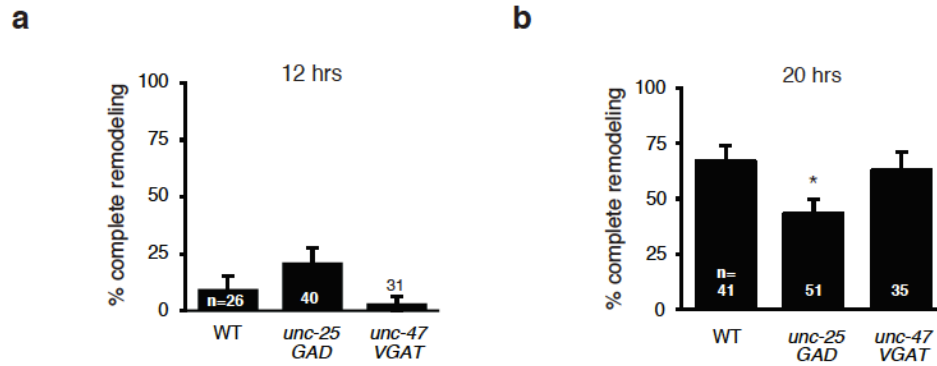 a
12 hrs
% complete remodeling
100
75
50
25
0
n=26
40
31
WT
unc-25
GAD
unc-47
VGAT
b
20 hrs
% complete remodeling
100
75
50
25
0
*
n=
41
51
35
WT
unc-25
GAD
unc-47
VGAT